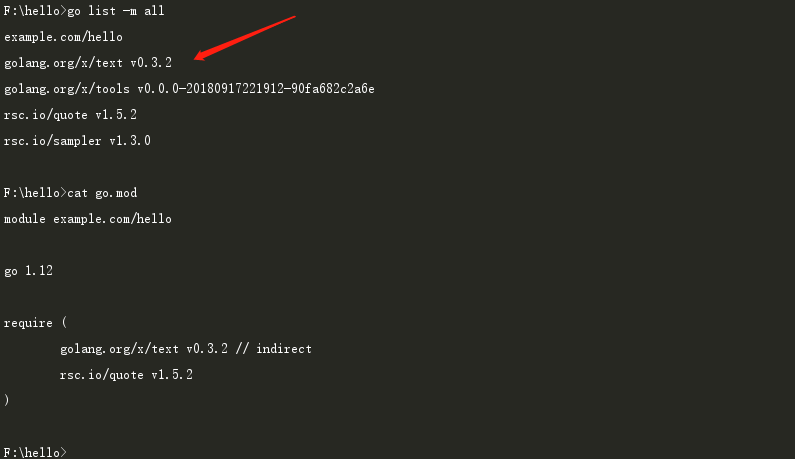 F:\hello>go list -m all
example.com/hello
golang.org/x/text v0.3.2
golang.org/x/tools v0.0.0-20180917221912-90fa682c2a6e
rsc.io/quote v1.5.2
rsc.io/sampler v1.3.0
F:\hello>cat go.mod
module example.com/hello
go 1.12
require (
golang.org/x/text v0.3.2 // indirect
rsc.io/quote v1.5.2
)
F:\hello>